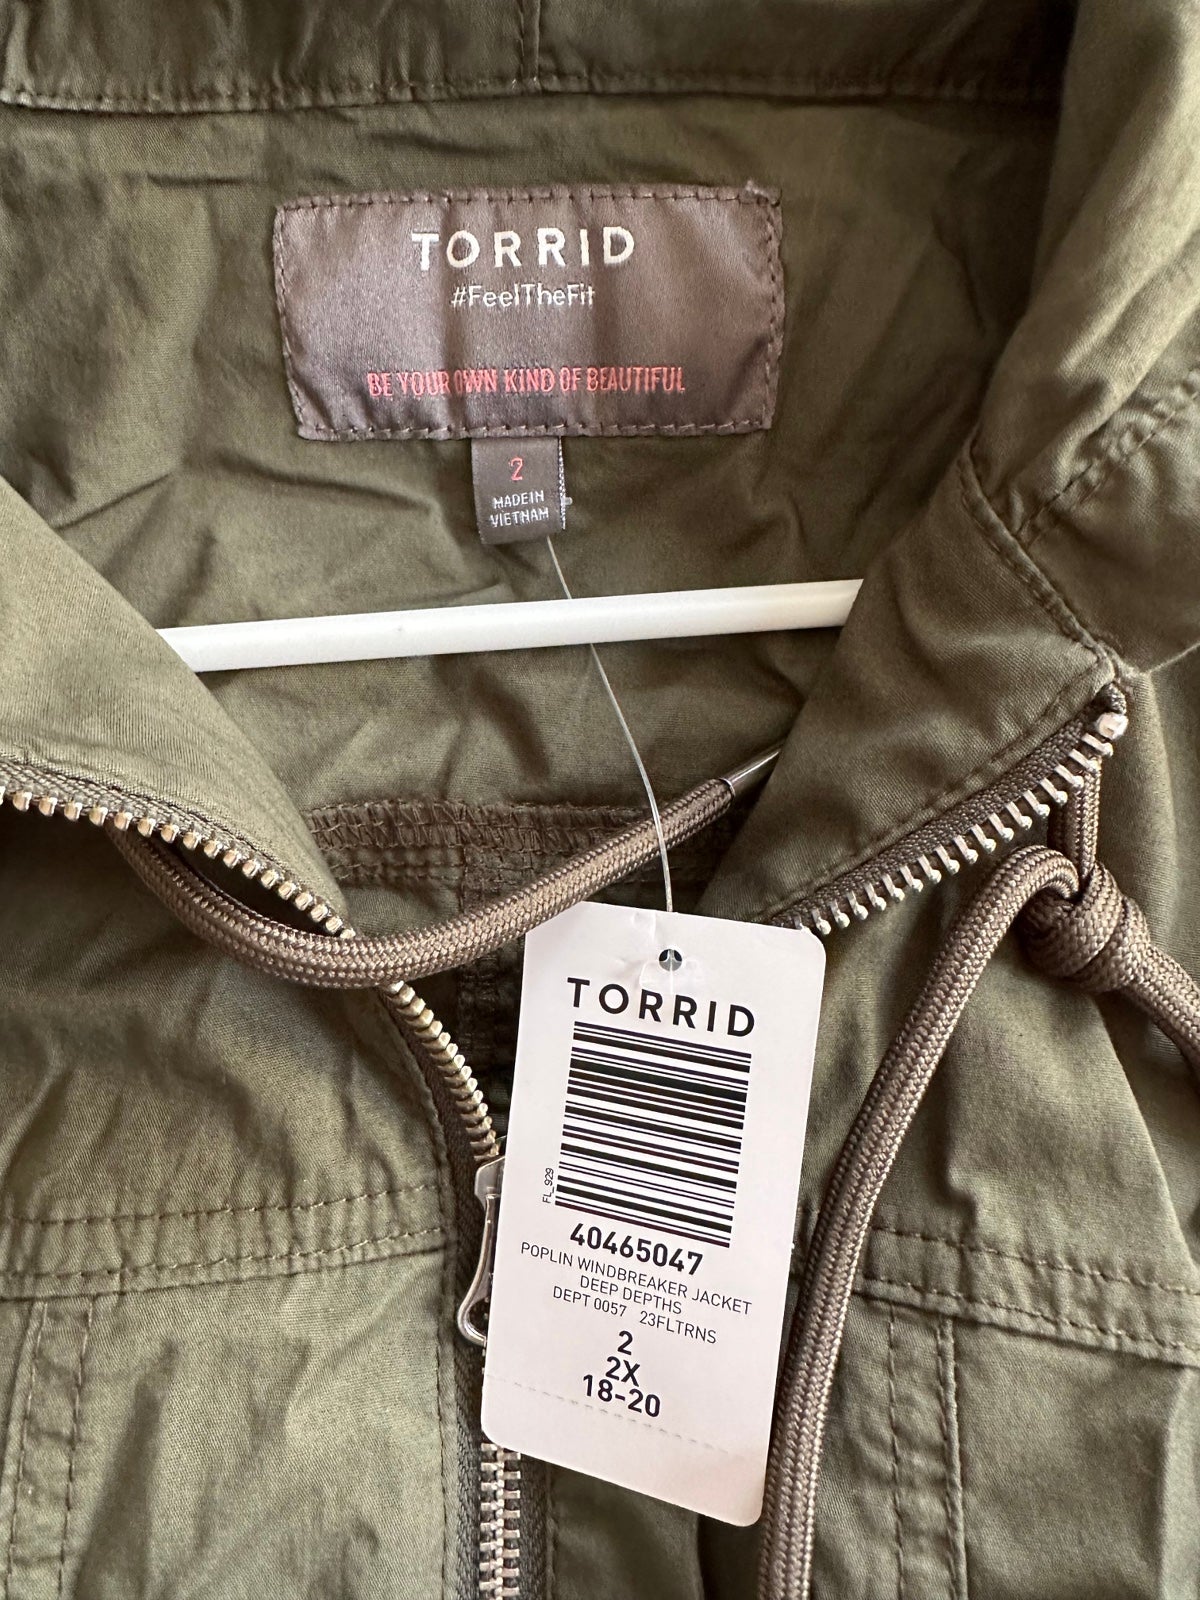 TORRID
#FeelTheFit
BE YOUR OWN KIND OF BEAUTIFUL
2
MADE IN
VIETNAM
TORRID
FL_929
40465047
POPLIN WINDBREAKER JACKET
DEEP DEPTHS
DEPT 0057 23FLTRNS
2
2X
18-20